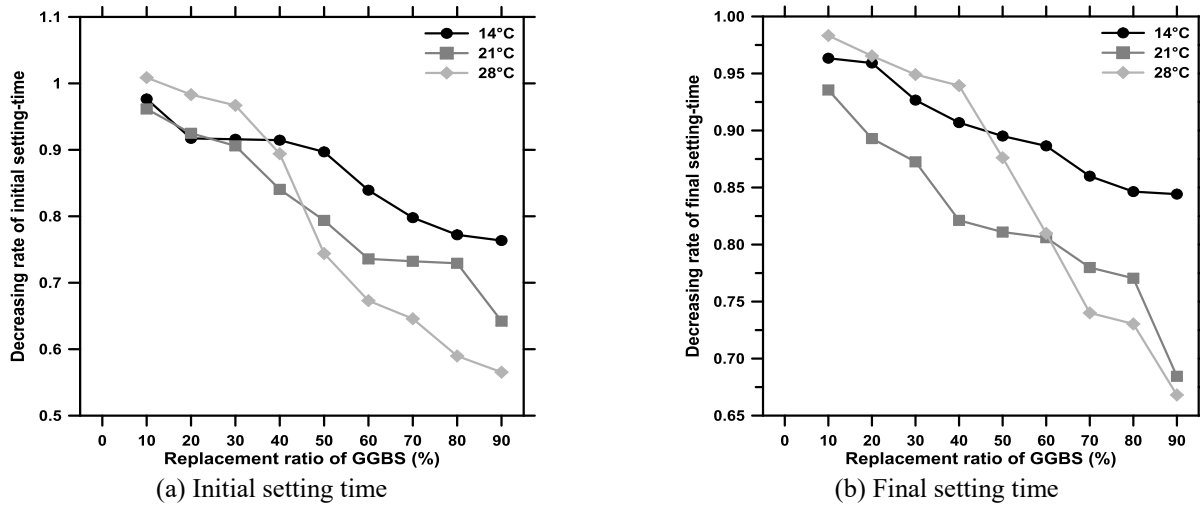 1.1
1
0.9
0.8
0.7
0.6
0.5
Decreasing rate of initial setting-time
14°C
21°C
28°C
0 10 20 30 40 50 60 70 80 90
Replacement ratio of GGBS (%)
(a) Initial setting time
1.00
0.95
0.90
0.85
0.80
0.75
0.70
0.65
Decreasing rate of final setting-time
14°C
21°C
28°C
0 10 20 30 40 50 60 70 80 90
Replacement ratio of GGBS (%)
(b) Final setting time